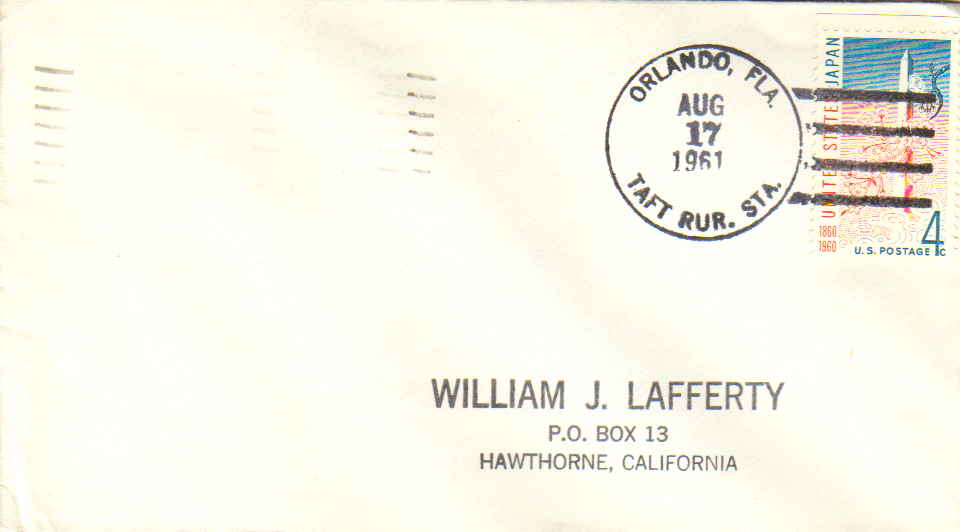 ORLANDO, FLA.
AUG
17
1961
TAFT RUR. STA.
UNITED STATES JAPAN
1860
1960
4c
U.S. POSTAGE
WILLIAM J. LAFFERTY
P.O. BOX 13
HAWTHORNE, CALIFORNIA